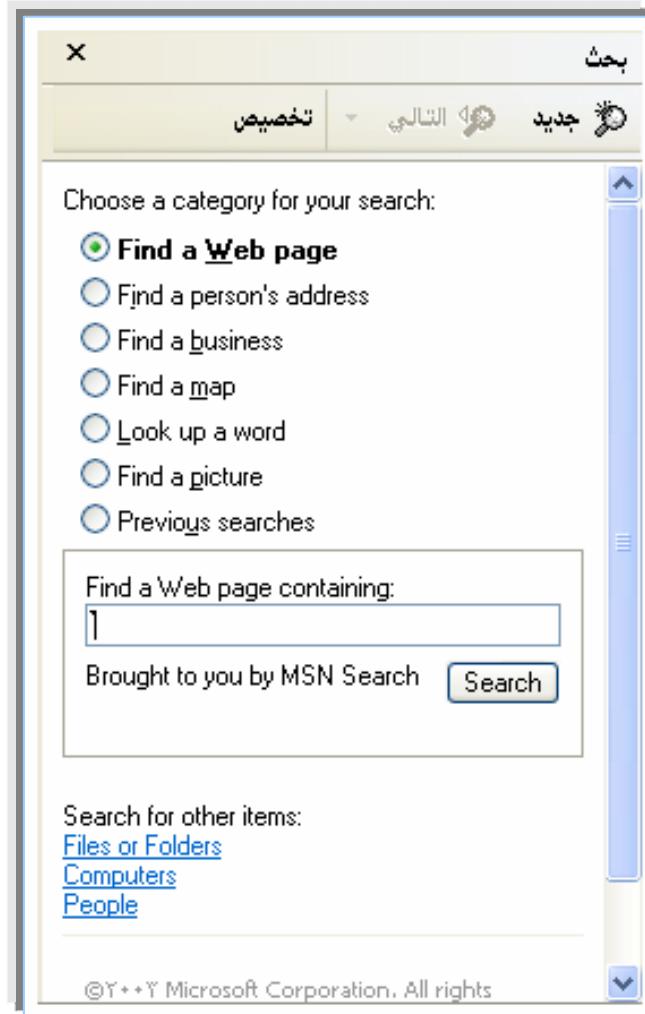 بحث
جديد التالي تخصيص
Choose a category for your search:
Find a Web page
Find a person's address
Find a business
Find a map
Look up a word
Find a picture
Previous searches
Find a Web page containing:
Brought to you by MSN Search Search
Search for other items:
Files or Folders
Computers
People
©٢٠٠٢ Microsoft Corporation. All rights